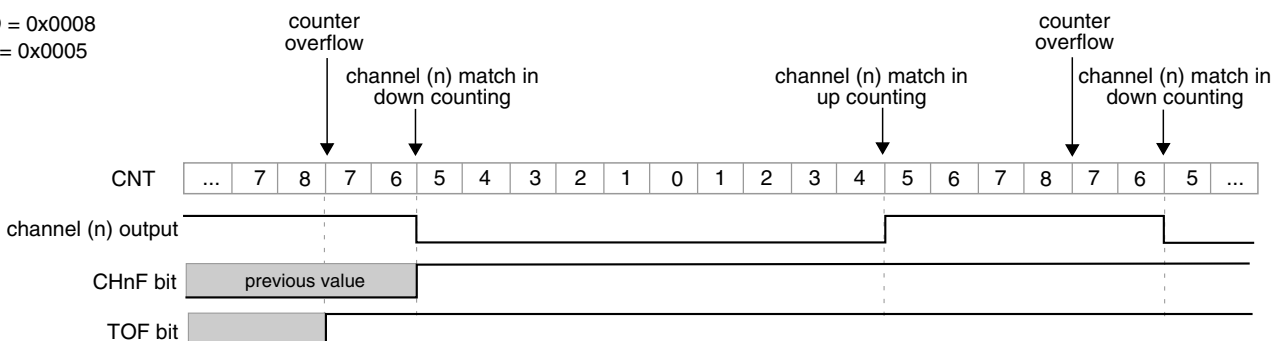 = 0x0008
= 0x0005
counter
overflow
channel (n) match in
down counting
channel (n) match in
up counting
counter
overflow
channel (n) match in
down counting
CNT ... 7 8 7 6 5 4 3 2 1 0 1 2 3 4 5 6 7 8 7 6 5 ...
channel (n) output
CHnF bit previous value
TOF bit